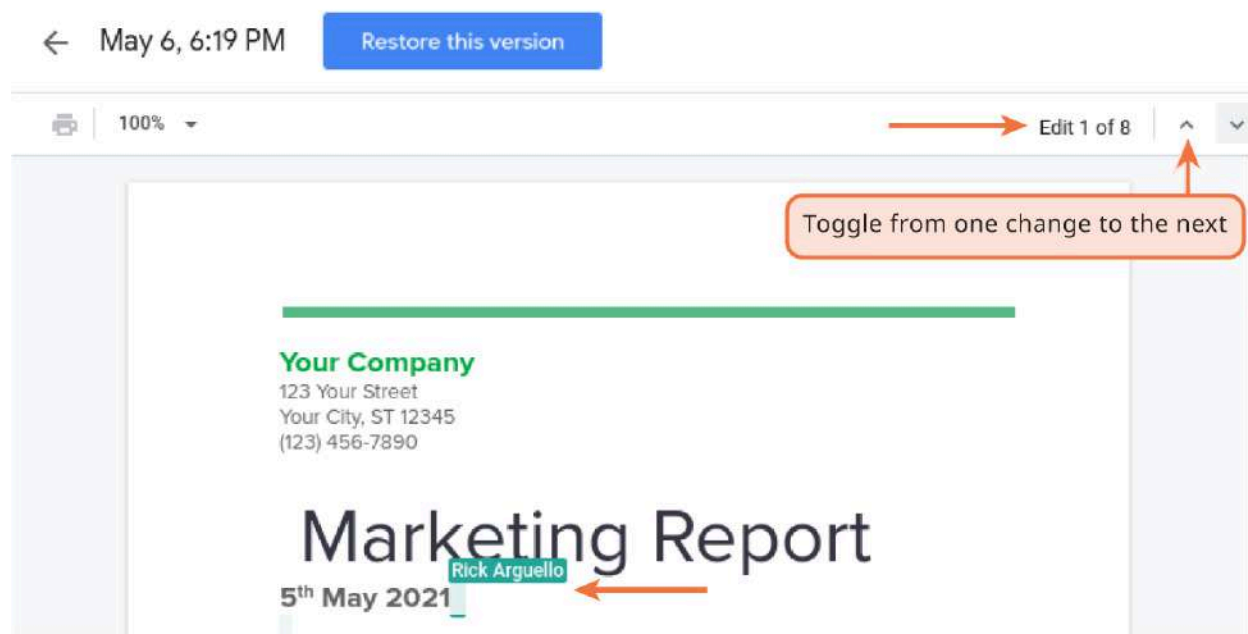 May 6, 6:19 PM Restore this version
100% Edit 1 of 8
Toggle from one change to the next
Your Company
123 Your Street
Your City, ST 12345
(123) 456-7890
Marketing Report
Rick Arguello
5th May 2021